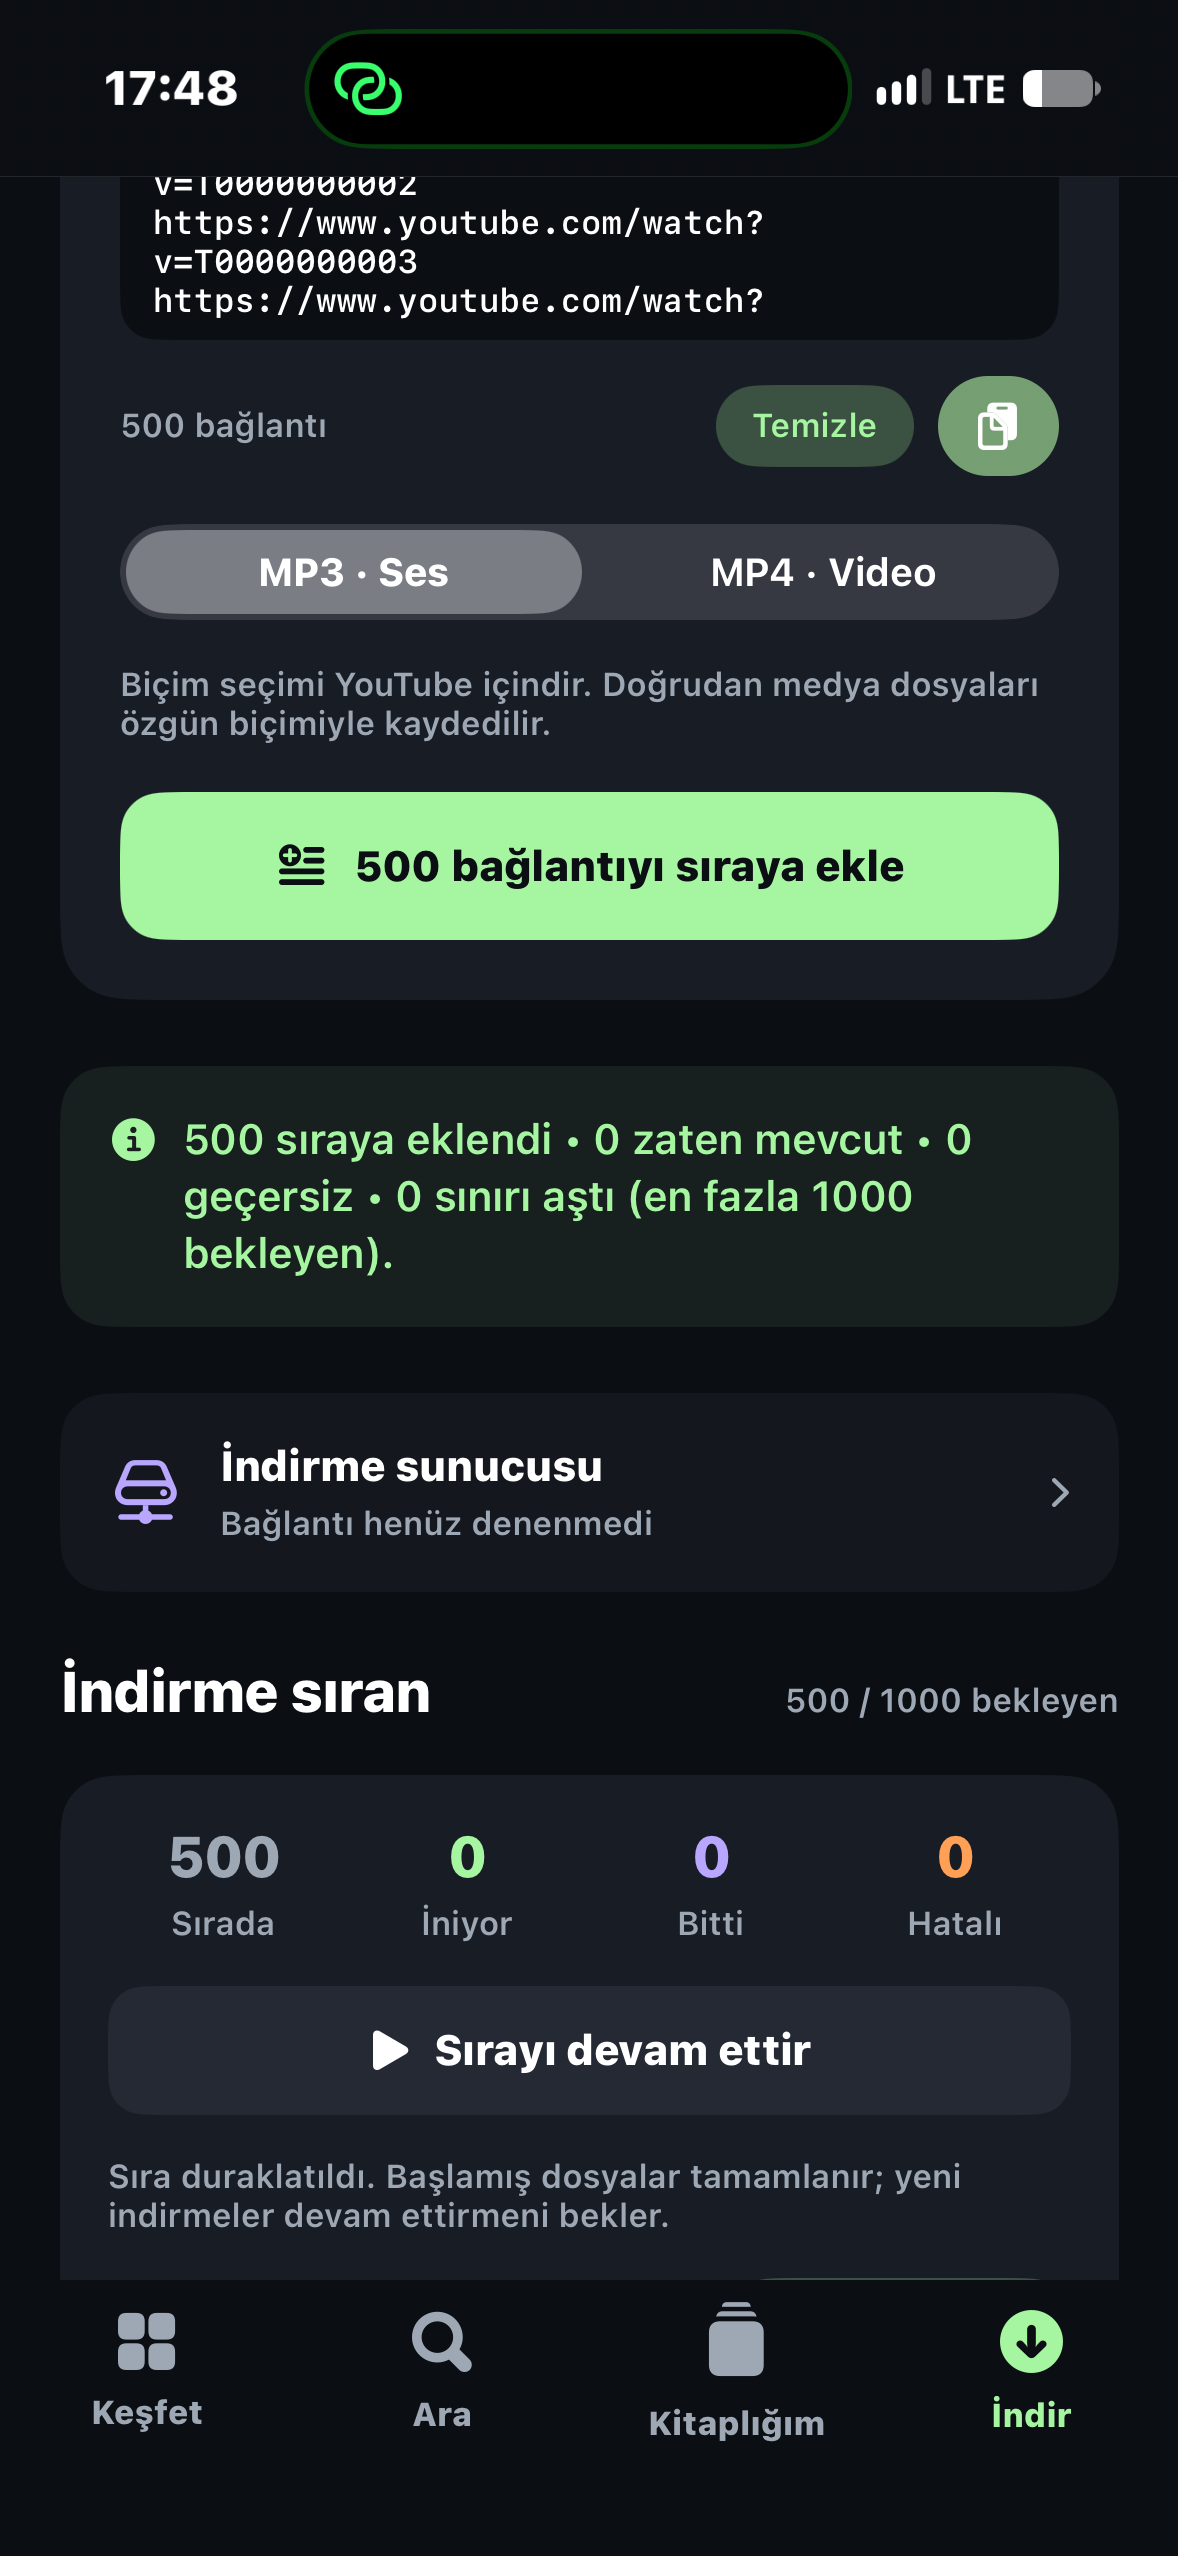 17:48
LTE
v=T0000000002
https://www.youtube.com/watch?
v=T0000000003
https://www.youtube.com/watch?
500 bağlantı
Temizle
MP3 · Ses
MP4 · Video
Biçim seçimi YouTube içindir. Doğrudan medya dosyaları
özgün biçimiyle kaydedilir.
500 bağlantıyı sıraya ekle
500 sıraya eklendi • 0 zaten mevcut • 0
geçersiz • 0 sınırı aştı (en fazla 1000
bekleyen).
İndirme sunucusu
Bağlantı henüz denenmedi
İndirme sıran
500 / 1000 bekleyen
500
0
0
0
Sırada
İniyor
Bitti
Hatalı
Sırayı devam ettir
Sıra duraklatıldı. Başlamış dosyalar tamamlanır; yeni
indirmeler devam ettirmeni bekler.
Keşfet
Ara
Kitaplığım
İndir